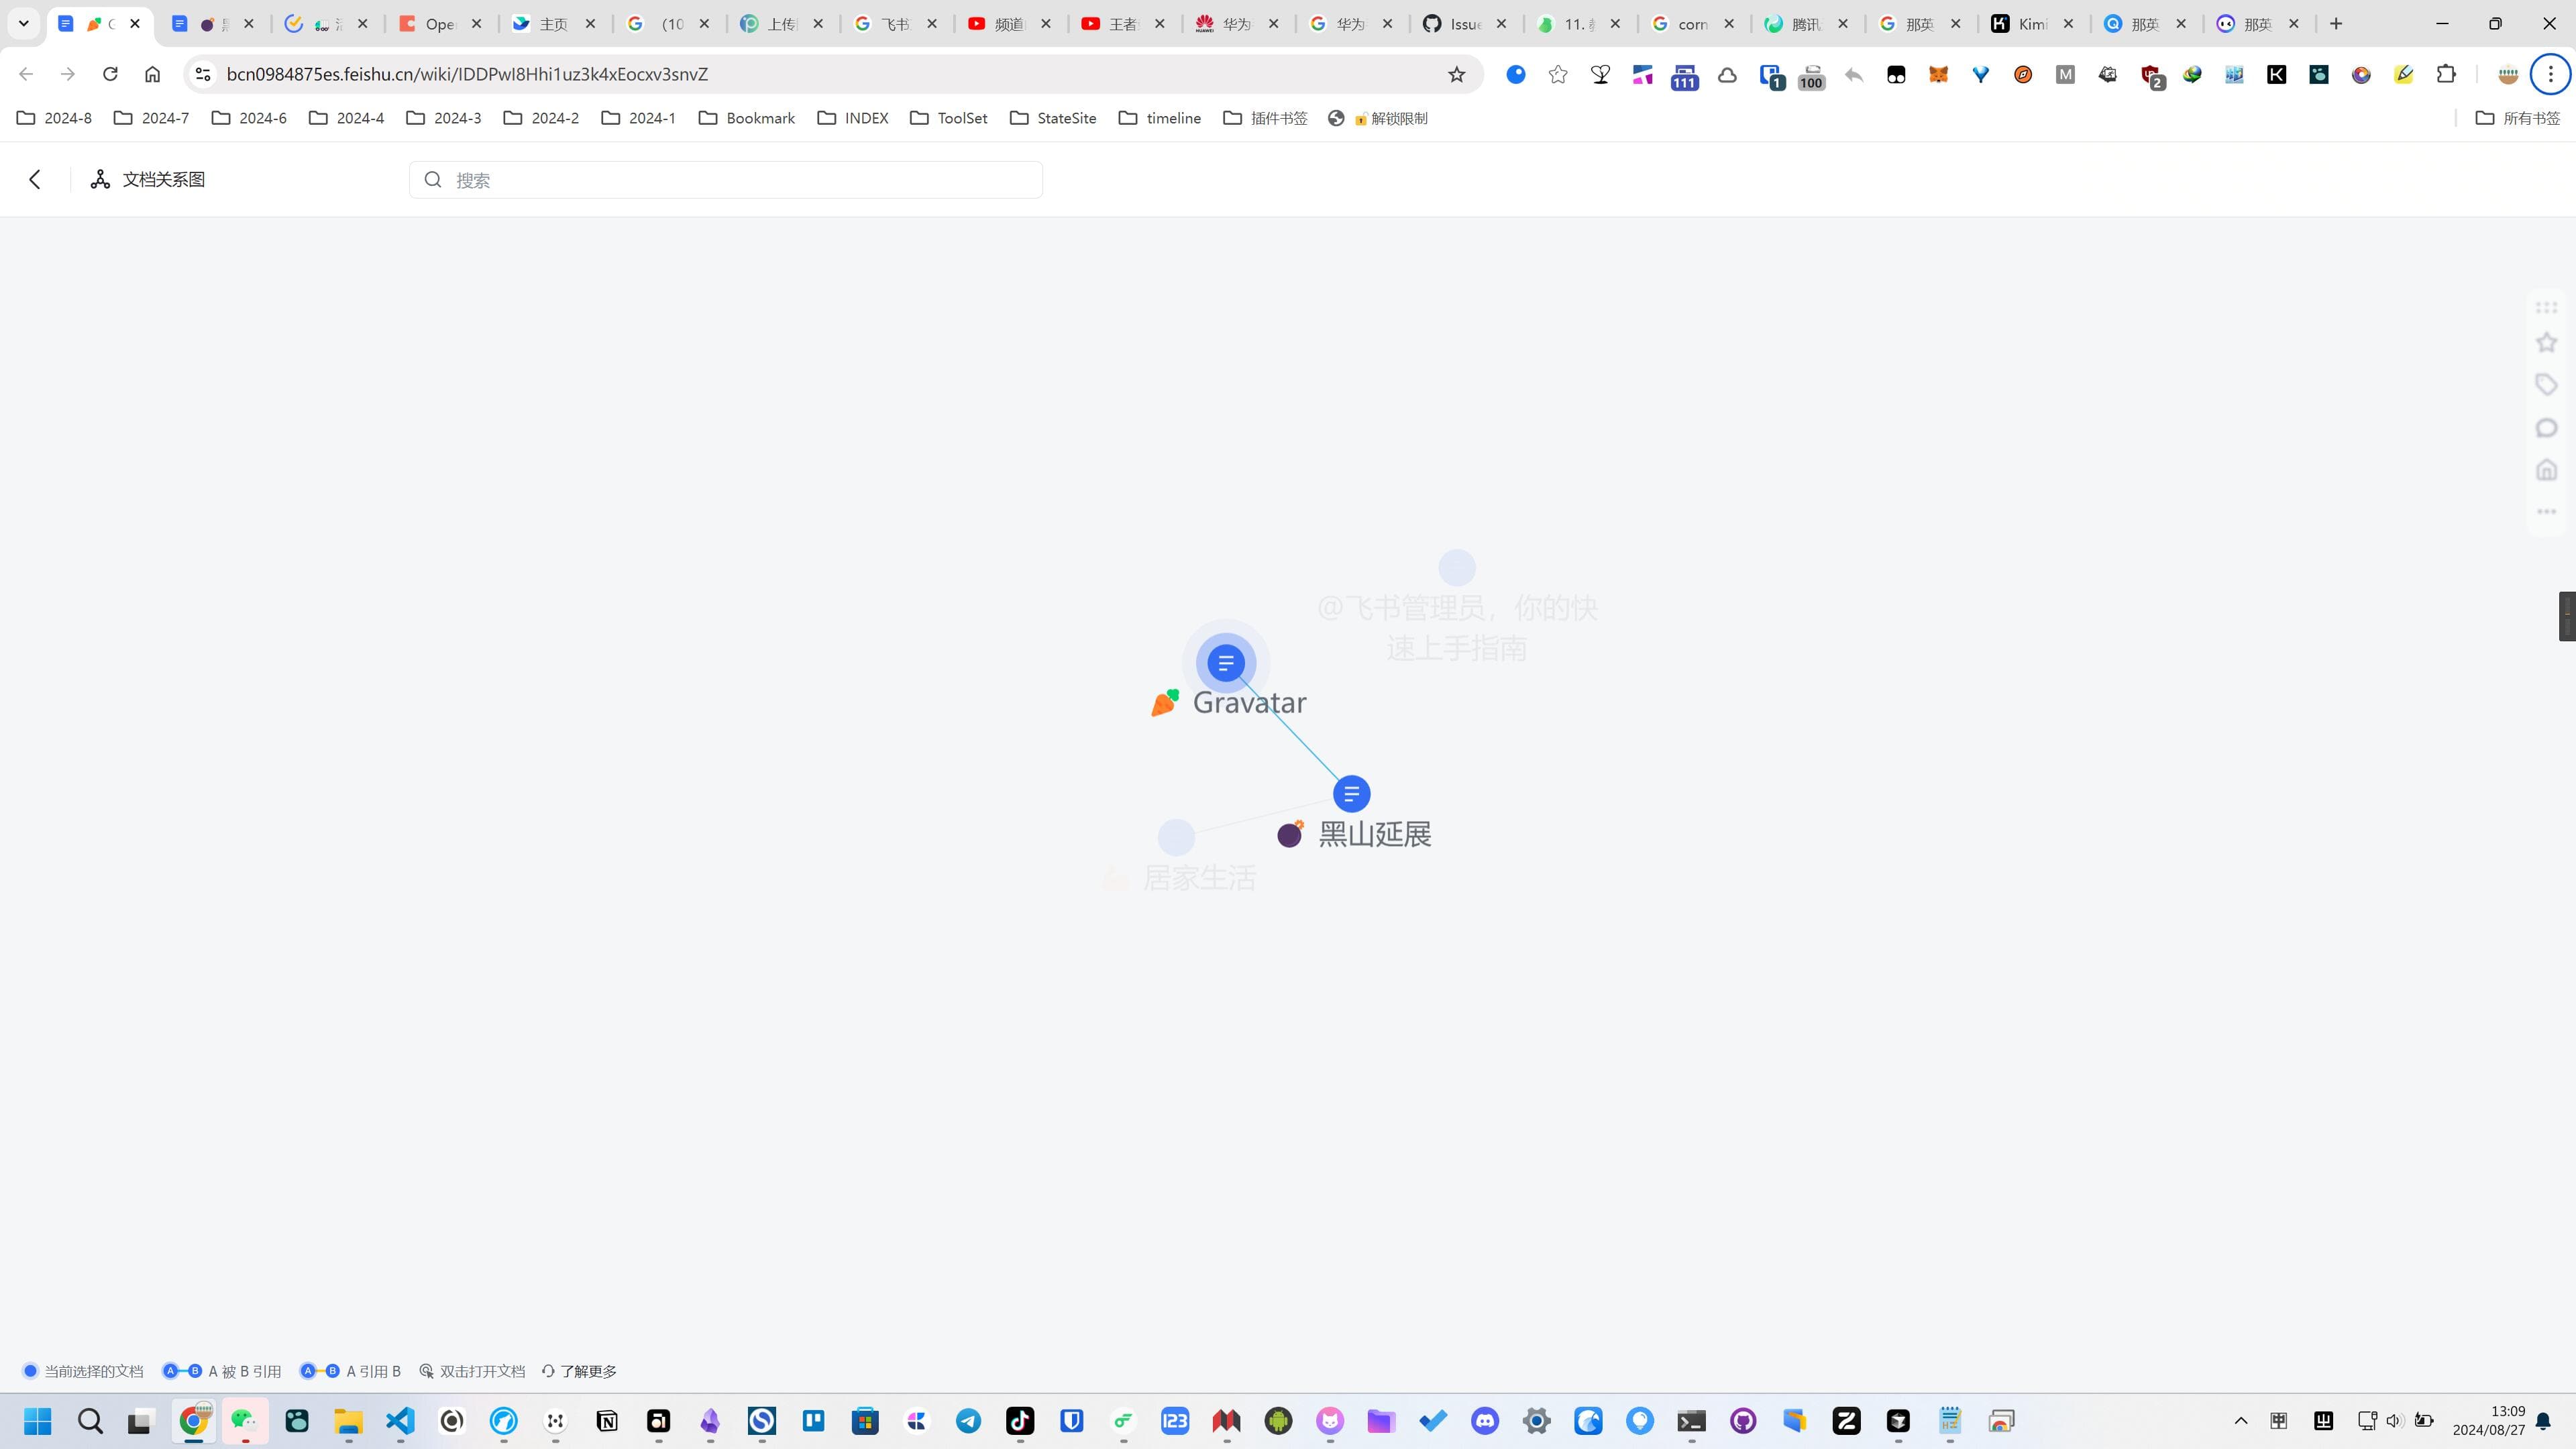 Ope
主页
(10
上传
飞书
频道
王者
华为
华为
Issue
11.
corn
腾讯
那英
Kimi
那英
那英
bcn0984875es.feishu.cn/wiki/IDDPwI8Hhi1uz3k4xEocxv3snvZ
111
1
100
2
2024-8
2024-7
2024-6
2024-4
2024-3
2024-2
2024-1
Bookmark
INDEX
ToolSet
StateSite
timeline
插件书签
解锁限制
所有书签
文档关系图
搜索
@飞书管理员，你的快
速上手指南
Gravatar
黑山延展
居家生活
当前选择的文档
A B A 被 B 引用
A B A 引用 B
双击打开文档
了解更多
13:09
2024/08/27